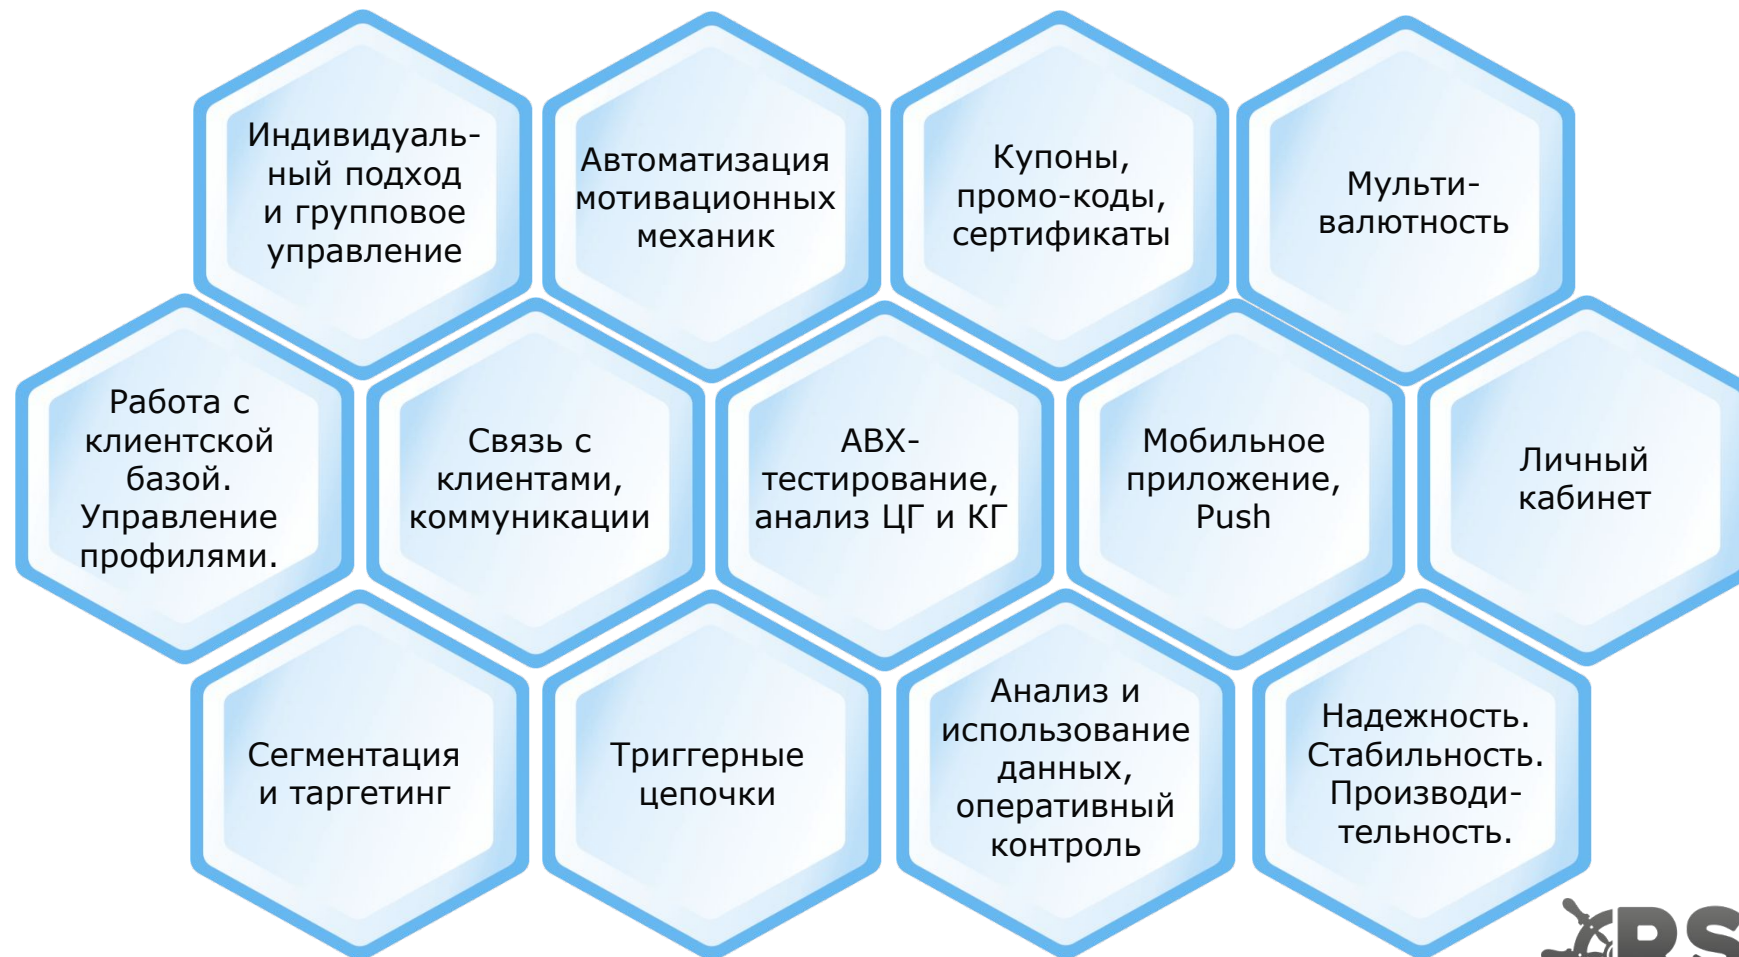 Индивидуаль-
ный подход
и групповое
управление
Автоматизация
мотивационных
механик
Купоны,
промо-коды,
сертификаты
Мульти-
валютность
Работа с
клиентской
базой.
Управление
профилями.
Связь с
клиентами,
коммуникации
АВХ-
тестирование,
анализ ЦГ и КГ
Мобильное
приложение,
Push
Личный
кабинет
Сегментация
и таргетинг
Триггерные
цепочки
Анализ и
использование
данных,
оперативный
контроль
Надежность.
Стабильность.
Производи-
тельность.
RS